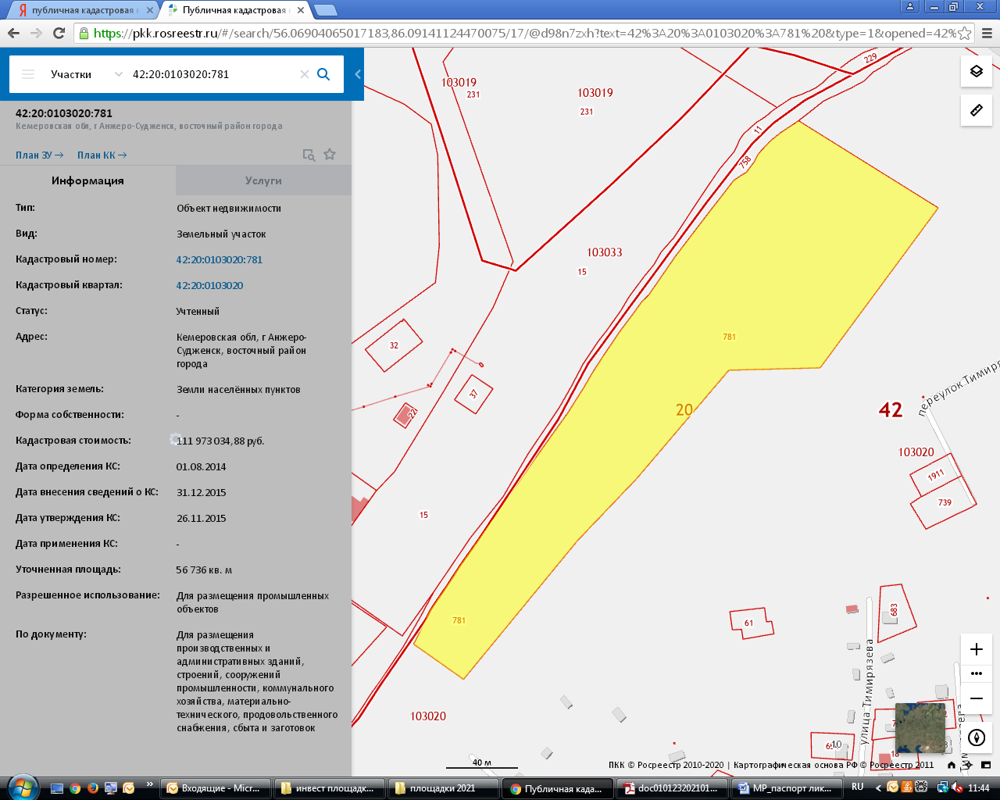 публичная кадастровая к
Публичная кадастровая
https://pkk.rosreestr.ru/#/search/56.06904065017183,86.09141124470075/17/@d98n7zxh?text=42%3A20%3A0103020%3A781%20&type=1&opened=42%
Участки
42:20:0103020:781
42:20:0103020:781
Кемеровская обл, г Анжеро-Судженск, восточный район города
План ЗУ →
План КК →
Информация
Услуги
Тип:
Объект недвижимости
Вид:
Земельный участок
Кадастровый номер:
42:20:0103020:781
Кадастровый квартал:
42:20:0103020
Статус:
Учтенный
Адрес:
Кемеровская обл, г Анжеро-
Судженск, восточный район
города
Категория земель:
Земли населённых пунктов
Форма собственности:
-
Кадастровая стоимость:
111 973 034,88 руб.
Дата определения КС:
01.08.2014
Дата внесения сведений о КС:
31.12.2015
Дата утверждения КС:
26.11.2015
Дата применения КС:
-
Уточненная площадь:
56 736 кв. м
Разрешенное использование:
Для размещения промышленных
объектов
По документу:
Для размещения
производственных и
административных зданий,
строений, сооружений
промышленности, коммунального
хозяйства, материально-
технического, продовольственного
снабжения, сбыта и заготовок
103019
231
103019
231
229
11
758
103033
15
32
37
22
781
20
42
переулок Тимиряз
103020
1911
739
15
781
61
683
улица Тимирязева
103020
10
18
40 м
ПКК © Росреестр 2010-2020 | Картографическая основа РФ © Росреестр 2011
Входящие - Micr...
инвест площадк...
площадки 2021
Публичная када...
doc010123202101...
МР_паспорт лик...
RU
11:44